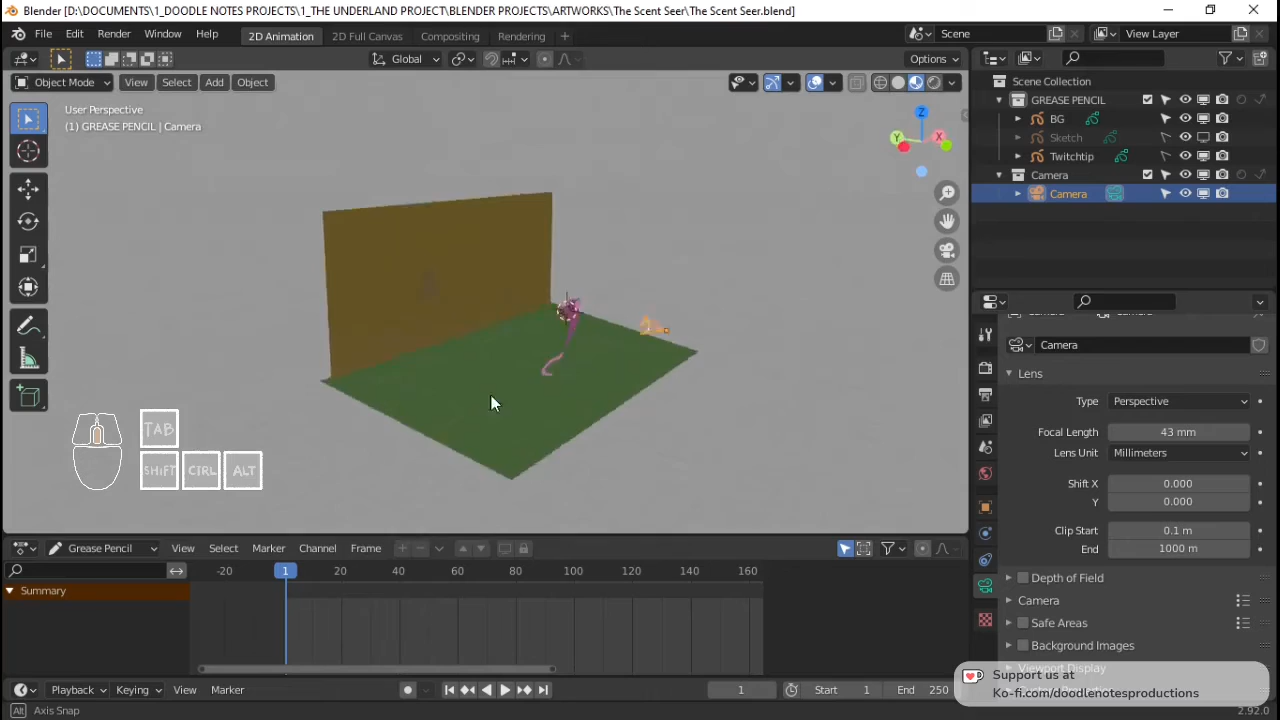 Blender [D:\DOCUMENTS\1_DOODLE NOTES PROJECTS\1_THE UNDERLAND PROJECT\BLENDER PROJECTS\ARTWORKS\The Scent Seer\The Scent Seer.blend]
File Edit Render Window Help 2D Animation 2D Full Canvas Compositing Rendering Scene View Layer
Global Options
Object Mode View Select Add Object
Scene Collection
GREASE PENCIL
User Perspective
(1) GREASE PENCIL | Camera
BG
Sketch
Twitchtip
Camera
Camera
Z
Y
X
Camera
Lens
Type Perspective
Focal Length 43 mm
Lens Unit Millimeters
Shift X 0.000
Y 0.000
Clip Start 0.1 m
End 1000 m
Depth of Field
Camera
Safe Areas
Background Images
Viewport Display
TAB
SHIFT CTRL ALT
Grease Pencil View Select Marker Channel Frame
-20 1 20 40 60 80 100 120 140 160
Summary
Playback Keying View Marker 1 Start 1 End 250
Support us at
Ko-fi.com/doodlenotesproductions
Alt Axis Snap 2.92.0